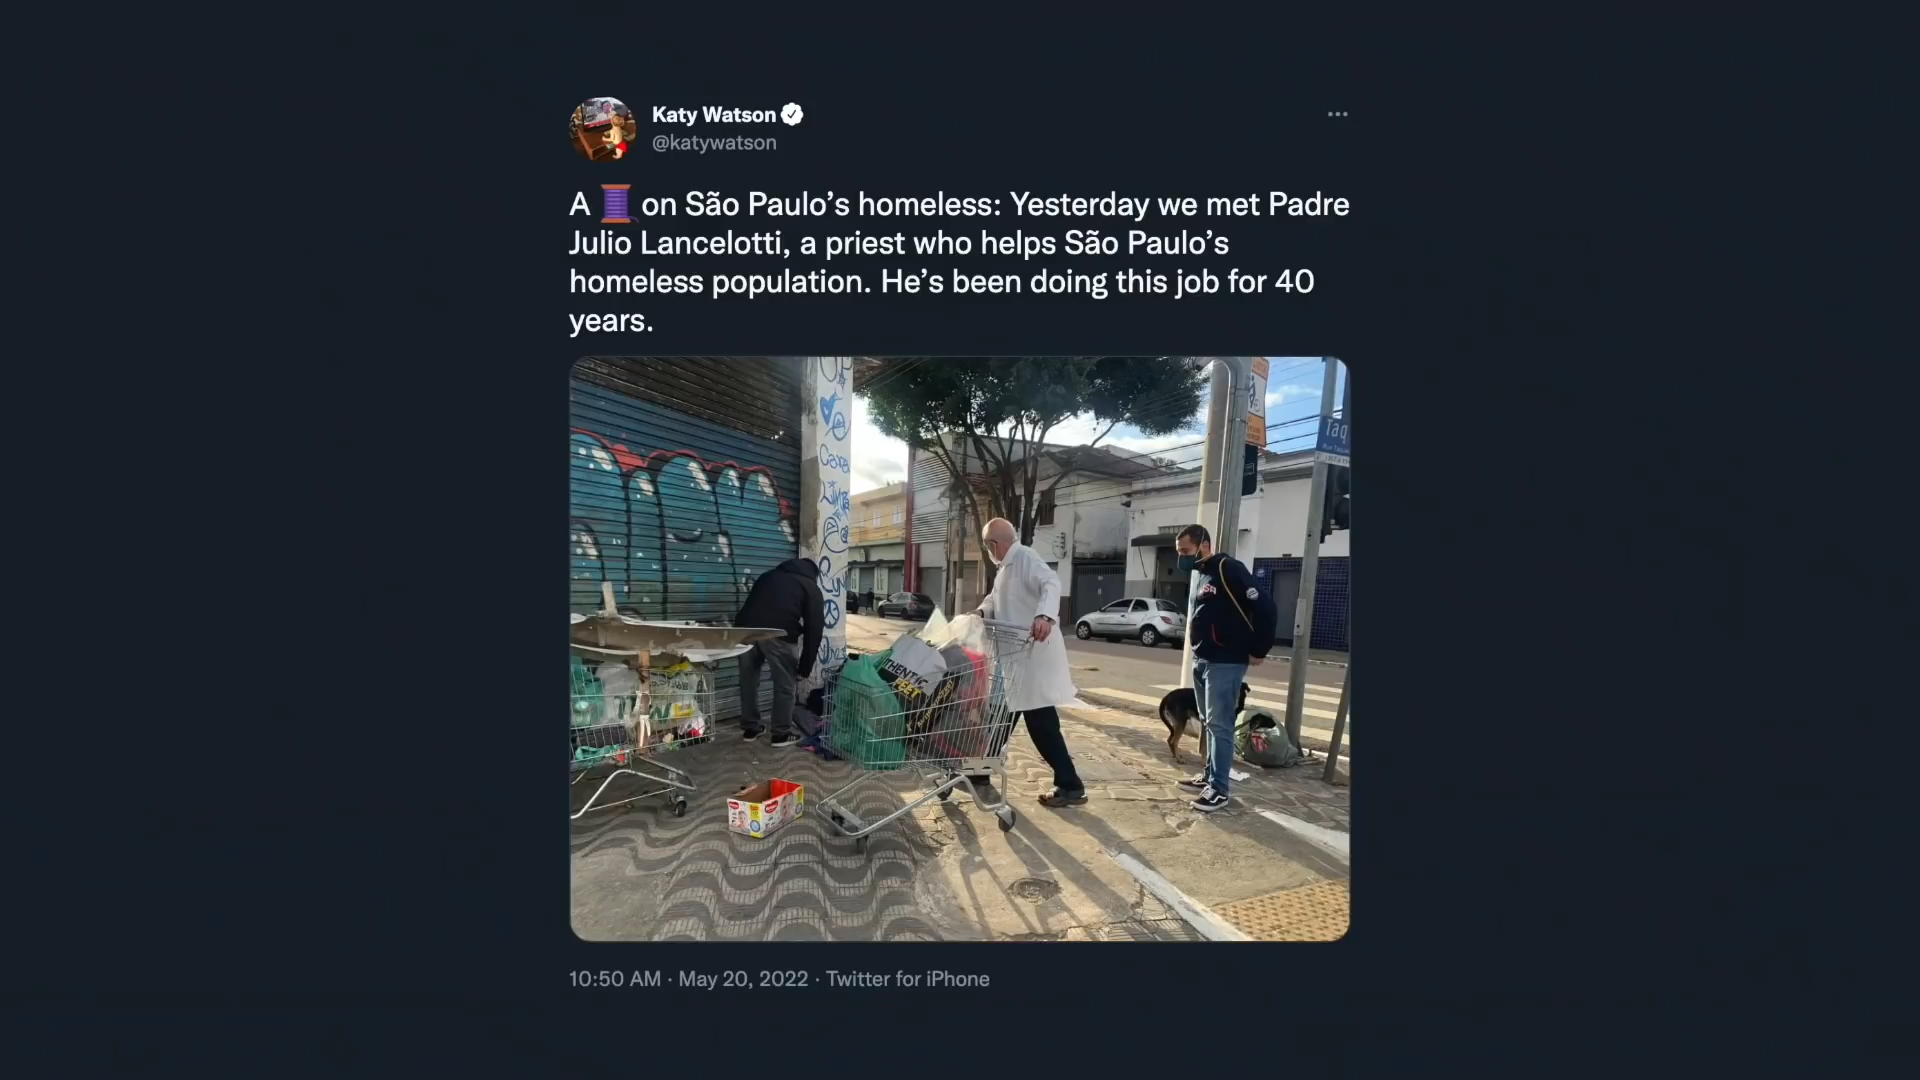 Katy Watson
@katywatson
A 🧵 on São Paulo’s homeless: Yesterday we met Padre
Julio Lancelotti, a priest who helps São Paulo’s
homeless population. He’s been doing this job for 40
years.
Taq
10:50 AM · May 20, 2022 · Twitter for iPhone